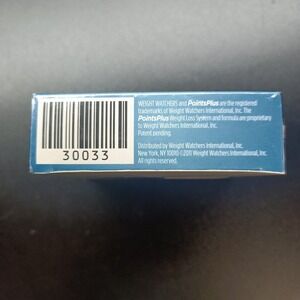 WEIGHT WATCHERS and PointsPlus are the registered
trademarks of Weight Watchers International, Inc. The
PointsPlus Weight Loss System and formula are proprietary
to Weight Watchers International, Inc.
Patent pending.
Distributed by Weight Watchers International, Inc.
New York, NY 10010 ©2011 Weight Watchers International, Inc.
All rights reserved.
30033